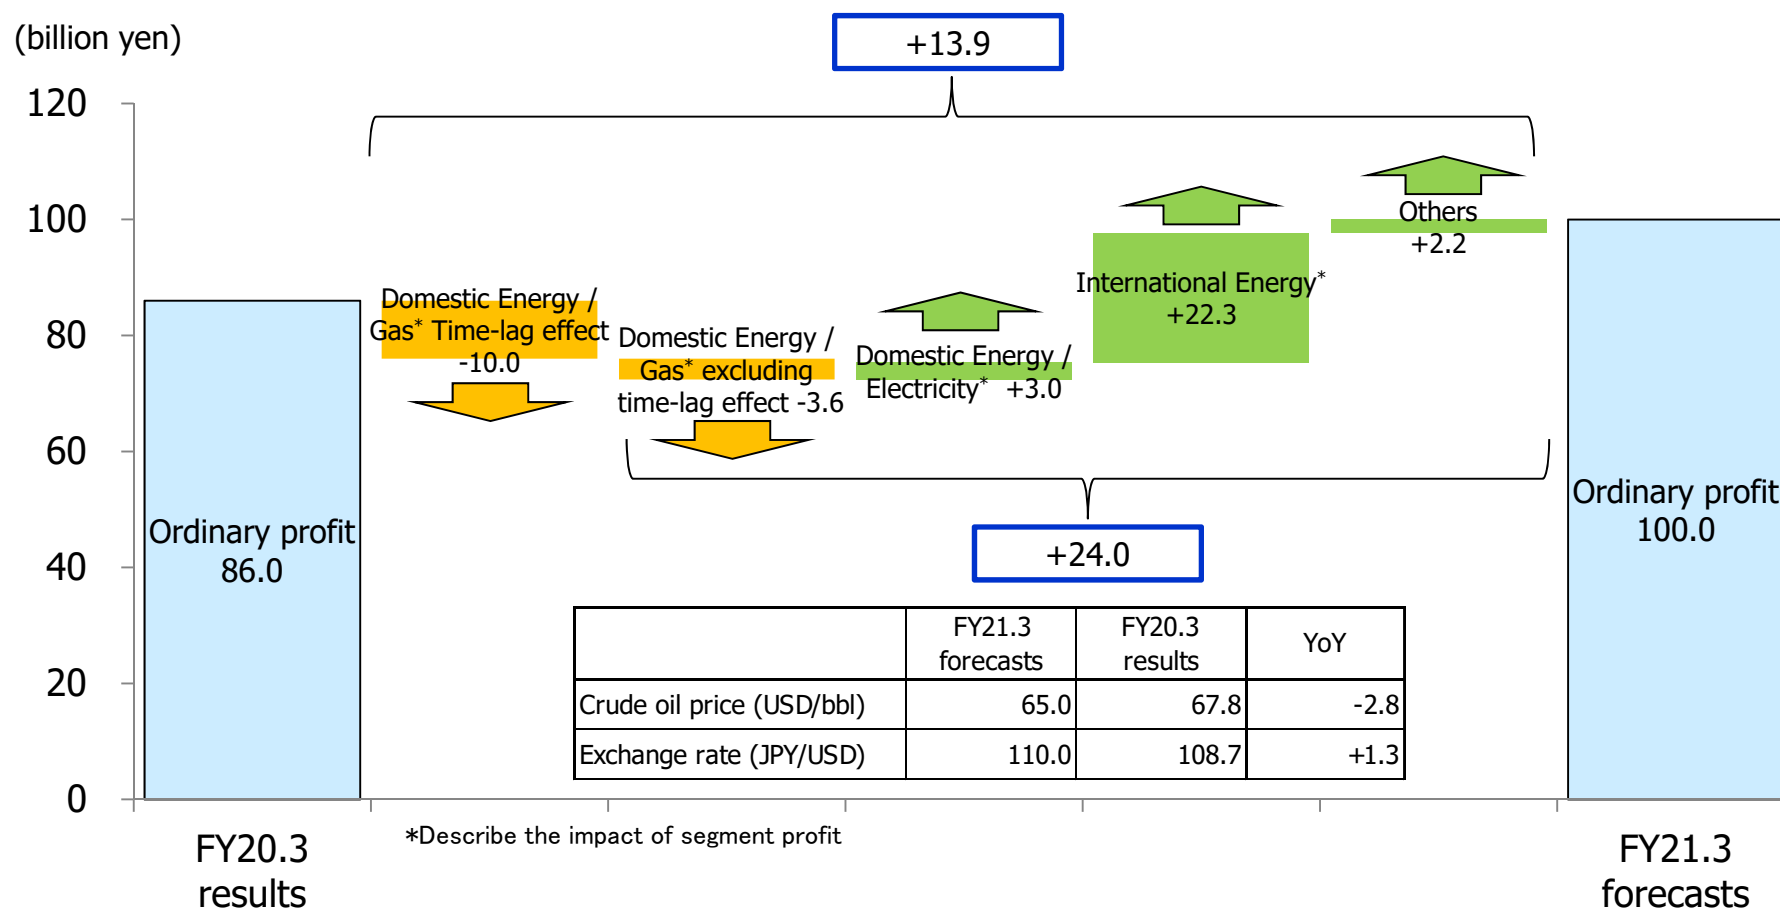 (billion yen)
+13.9
120
100
80
60
40
20
0
Ordinary profit
86.0
Domestic Energy /
Gas* Time-lag effect
-10.0
Domestic Energy /
Gas* excluding
time-lag effect -3.6
Domestic Energy /
Electricity* +3.0
International Energy*
+22.3
Others
+2.2
Ordinary profit
100.0
+24.0
FY21.3 forecasts FY20.3 results YoY
Crude oil price (USD/bbl) 65.0 67.8 -2.8
Exchange rate (JPY/USD) 110.0 108.7 +1.3
*Describe the impact of segment profit
FY20.3
results
FY21.3
forecasts